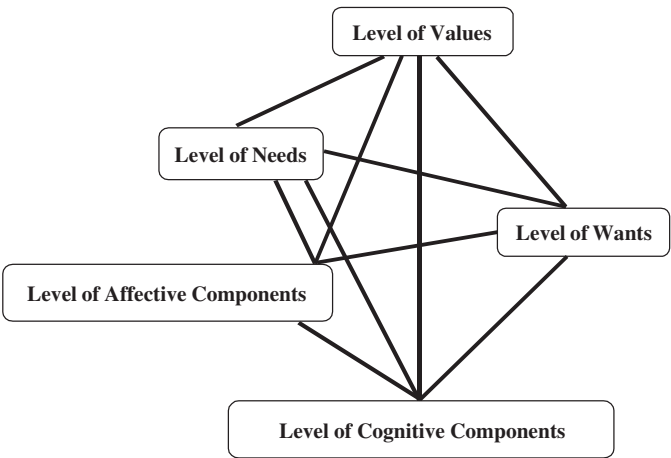 Level of Values
Level of Needs
Level of Wants
Level of Affective Components
Level of Cognitive Components